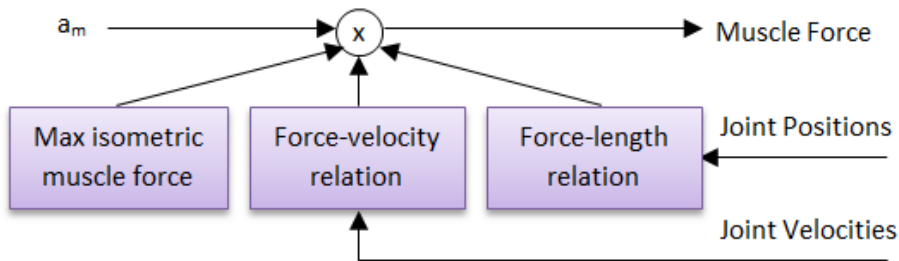 aₘ
x
Muscle Force
Max isometric
muscle force
Force-velocity
relation
Force-length
relation
Joint Positions
Joint Velocities